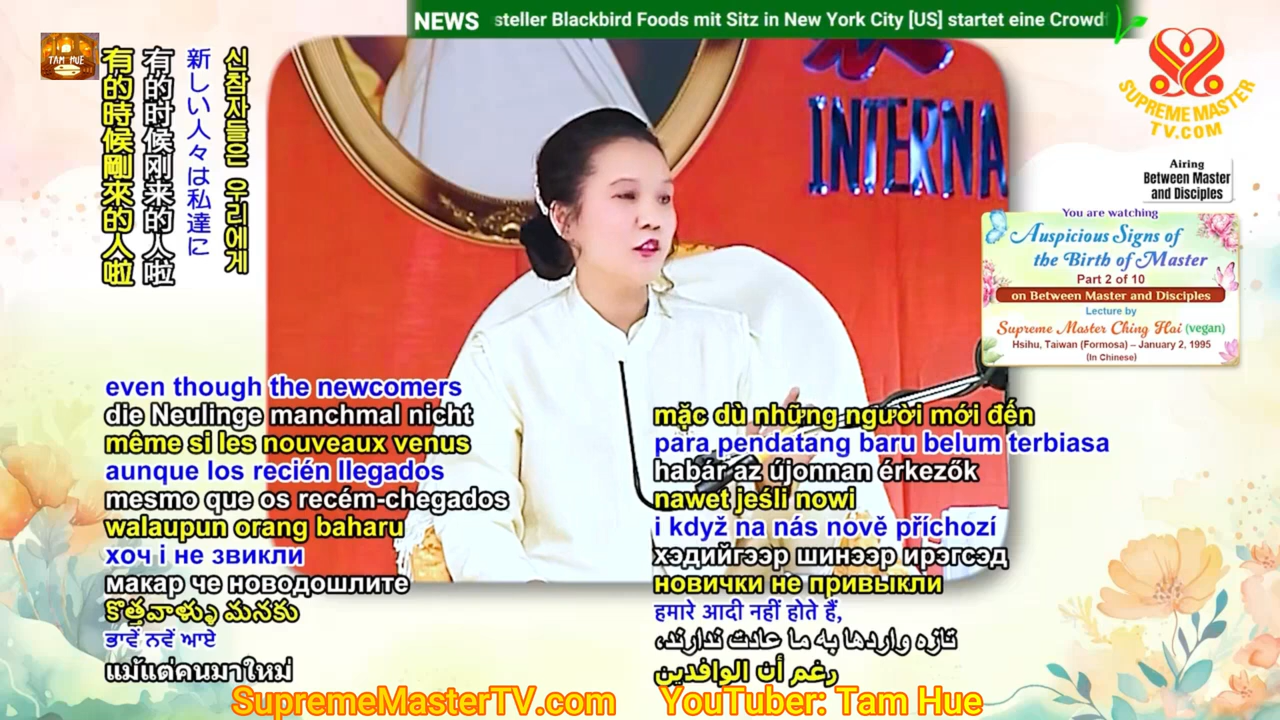 NEWS steller Blackbird Foods mit Sitz in New York City [US] startet eine Crowdf
TAM HUE
신참자들은 우리에게
新しい人々は私達に
有的时候刚来的人啦
有的時候剛來的人啦
INTERNA
SUPREME MASTER
TV.COM
Airing
Between Master
and Disciples
You are watching
Auspicious Signs of
the Birth of Master
Part 2 of 10
on Between Master and Disciples
Lecture by
Supreme Master Ching Hai (vegan)
Hsihu, Taiwan (Formosa) – January 2, 1995
(In Chinese)
even though the newcomers
die Neulinge manchmal nicht
même si les nouveaux venus
aunque los recién llegados
mesmo que os recém-chegados
walaupun orang baharu
хоч і не звикли
макар че новодошлите
కొత్తవాళ్ళు మనకు
ਭਾਵੇਂ ਨਵੇਂ ਆਏ
แม้แต่คนมาใหม่
mặc dù những người mới đến
para pendatang baru belum terbiasa
habár az újonnan érkezők
nawet jeśli nowi
i když na nás nově příchozí
хэдийгээр шинээр ирэгсэд
новички не привыкли
हमारे आदी नहीं होते हैं,
تازه واردها به ما عادت ندارند،
رغم أن الوافدين
SupremeMasterTV.com
YouTuber: Tam Hue